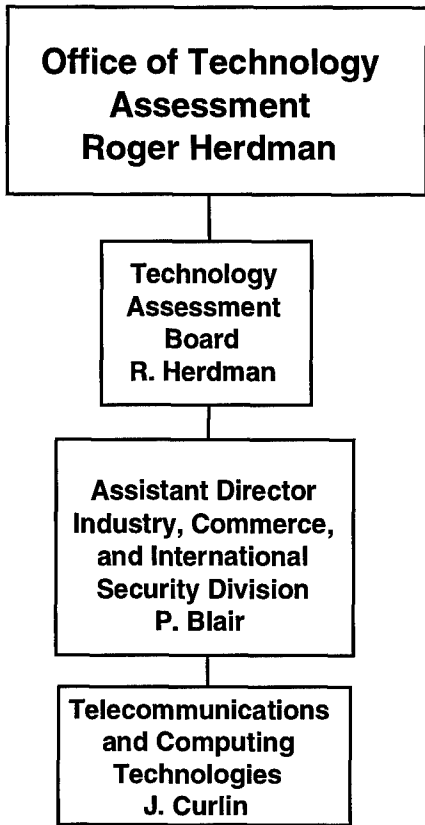 Office of Technology
Assessment
Roger Herdman
Technology
Assessment
Board
R. Herdman
Assistant Director
Industry, Commerce,
and International
Security Division
P. Blair
Telecommunications
and Computing
Technologies
J. Curlin